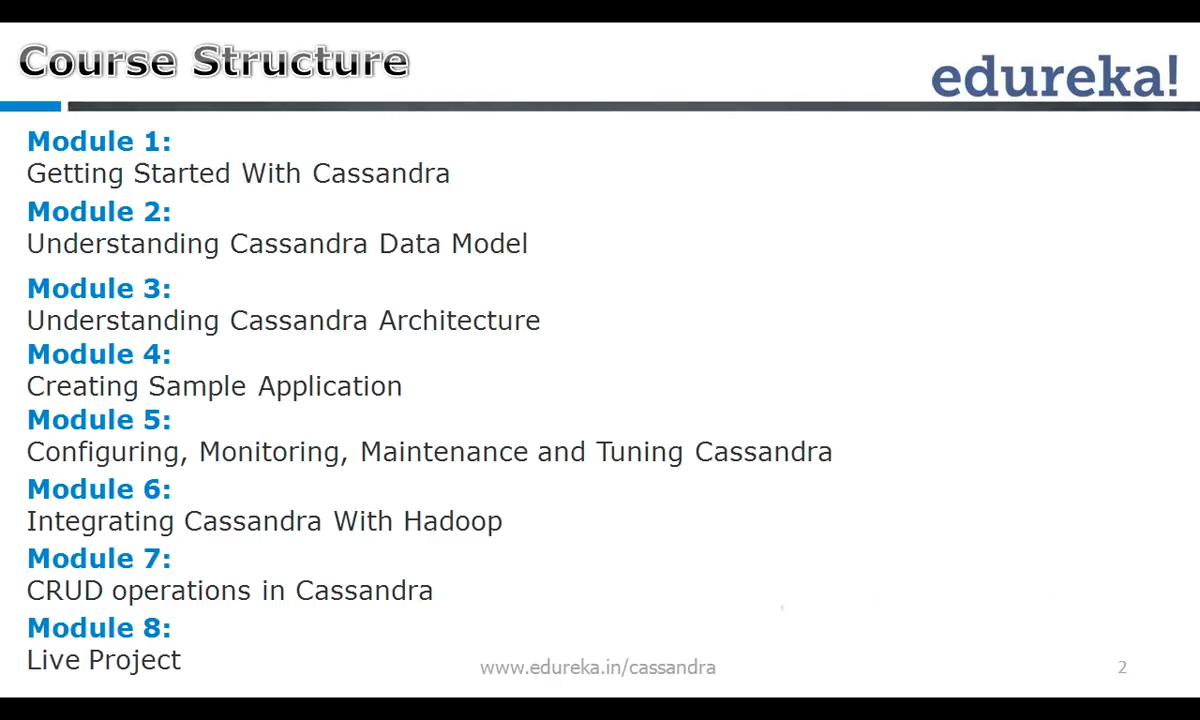 Course Structure
edureka!
Module 1:
Getting Started With Cassandra
Module 2:
Understanding Cassandra Data Model
Module 3:
Understanding Cassandra Architecture
Module 4:
Creating Sample Application
Module 5:
Configuring, Monitoring, Maintenance and Tuning Cassandra
Module 6:
Integrating Cassandra With Hadoop
Module 7:
CRUD operations in Cassandra
Module 8:
Live Project
www.edureka.in/cassandra
2